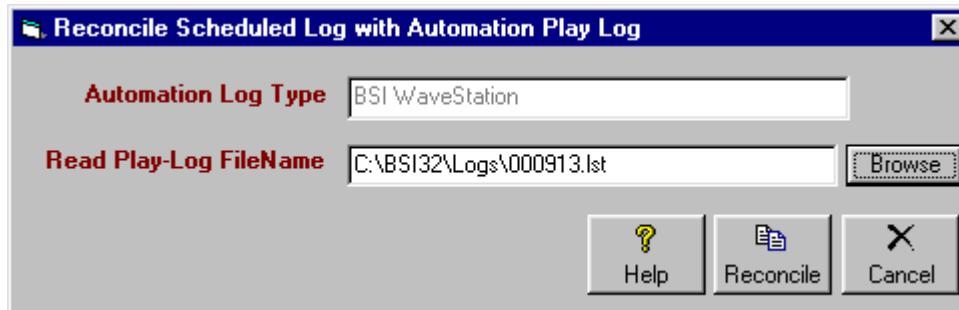 Reconcile Scheduled Log with Automation Play Log
Automation Log Type BSI WaveStation
Read Play-Log FileName C:\BSI32\Logs\000913.lst Browse
Help Reconcile Cancel